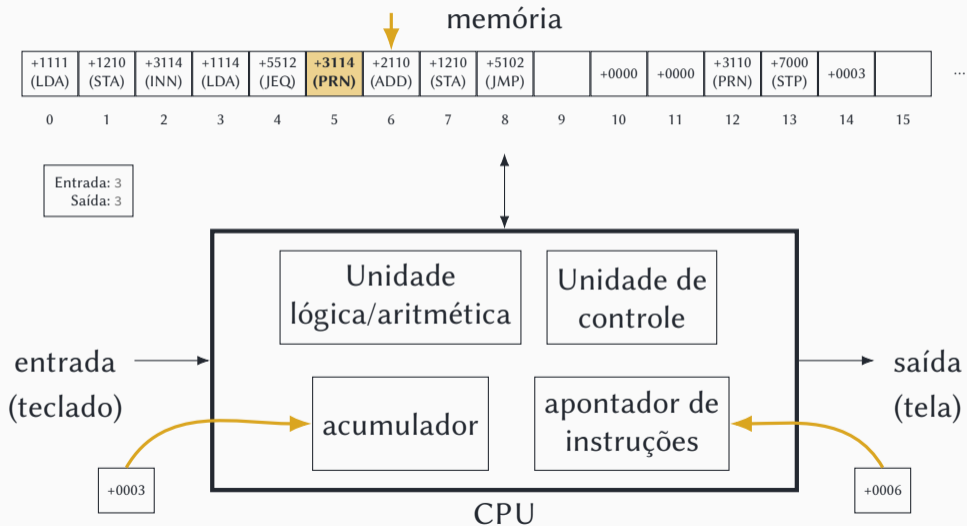 memória
+1111 +1210 +3114 +1114 +5512 +3114 +2110 +1210 +5102 +0000 +0000 +3110 +7000 +0003 ...
(LDA) (STA) (INN) (LDA) (JEQ) (PRN) (ADD) (STA) (JMP) (PRN) (STP)
0 1 2 3 4 5 6 7 8 9 10 11 12 13 14 15
Entrada: 3
Saída: 3
Unidade
lógica/aritmética
Unidade de
controle
entrada
(teclado)
saída
(tela)
acumulador
apontador de
instruções
+0003
+0006
CPU